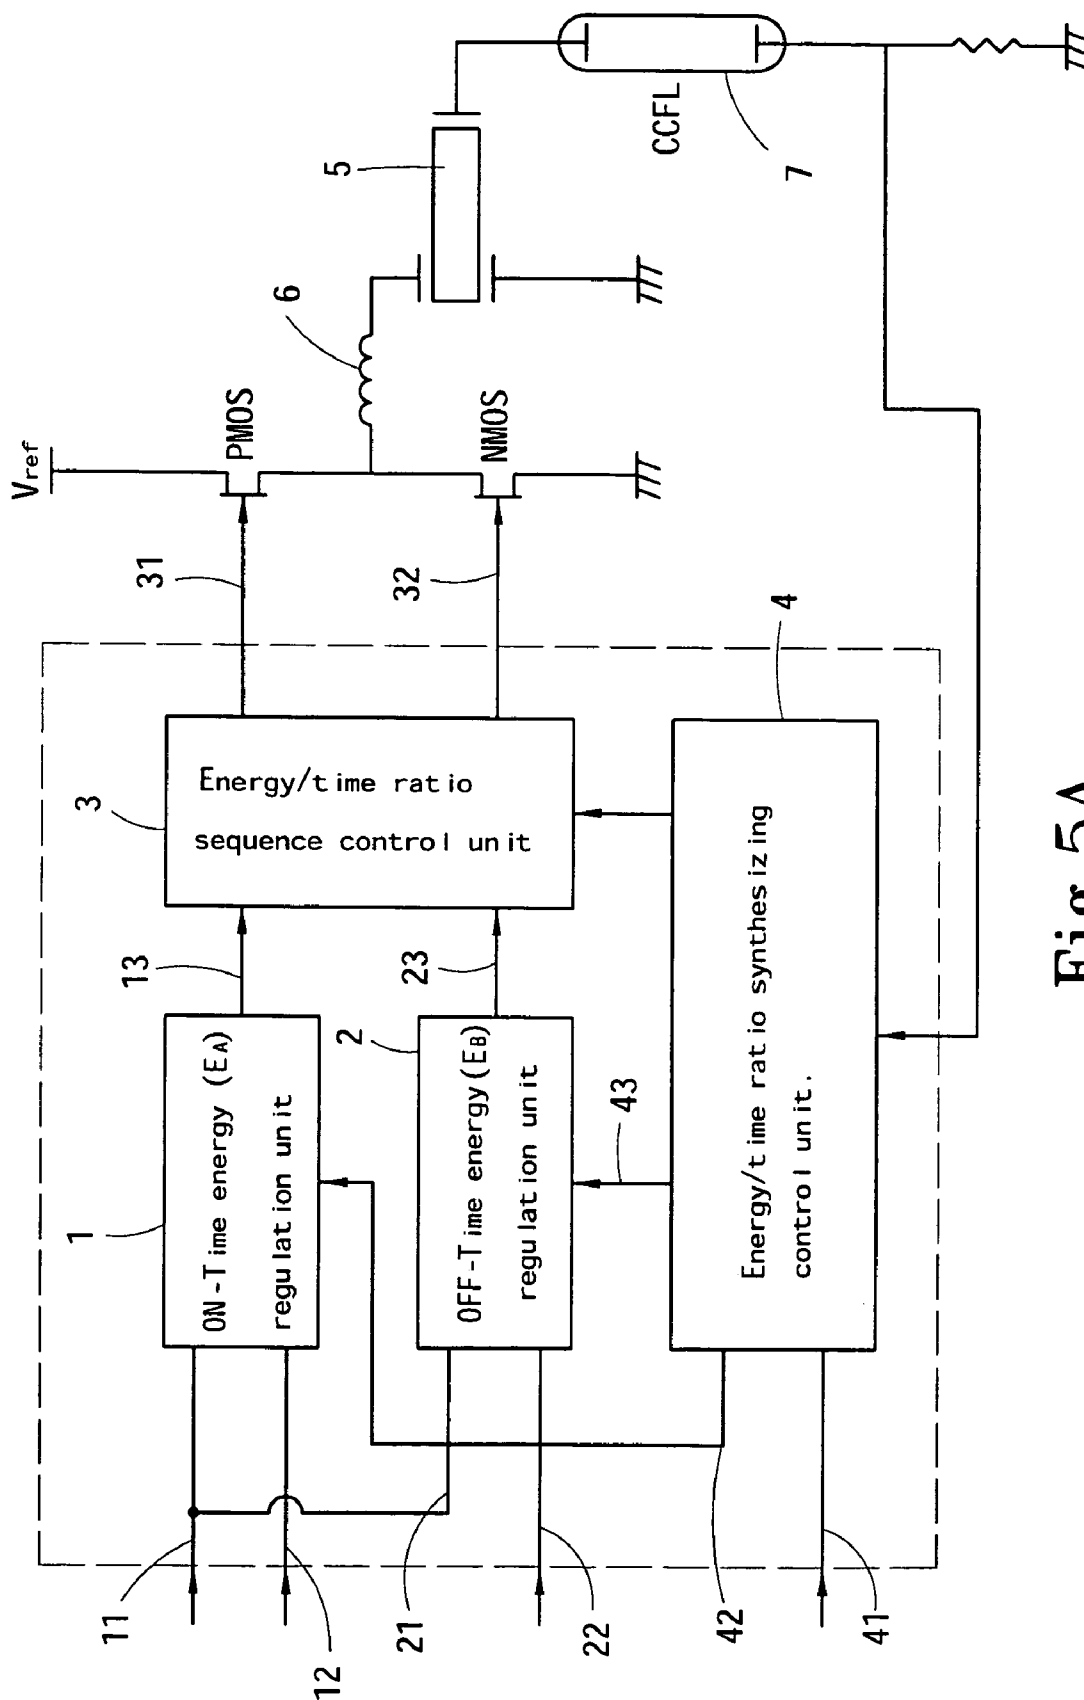 Vref
PMOS
NMOS
6
5
CCFL
7
31
32
3
Energy/time ratio
sequence control unit
13
23
1
ON-Time energy (EA)
regulation unit
2
OFF-Time energy(EB)
regulation unit
43
4
Energy/time ratio synthesizing
control unit.
11
12
21
22
42
41
Fig. 5A